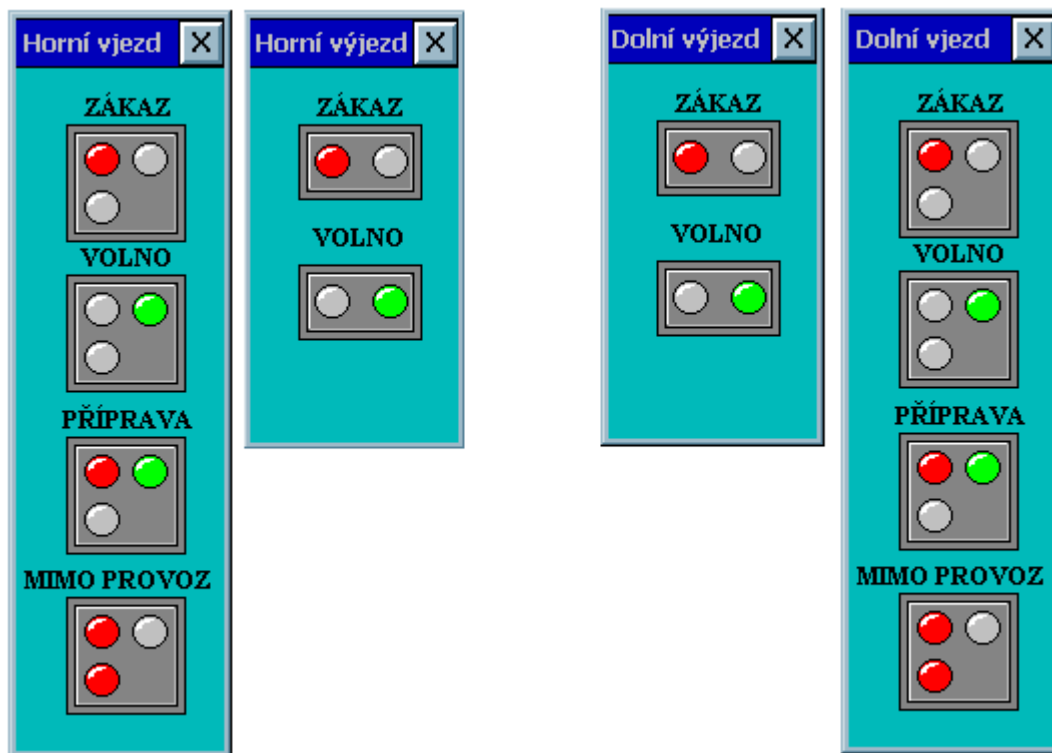 Horní vjezd X
ZÁKAZ
VOLNO
PŘÍPRAVA
MIMO PROVOZ
Horní výjezd X
ZÁKAZ
VOLNO
Dolní výjezd X
ZÁKAZ
VOLNO
Dolní vjezd X
ZÁKAZ
VOLNO
PŘÍPRAVA
MIMO PROVOZ